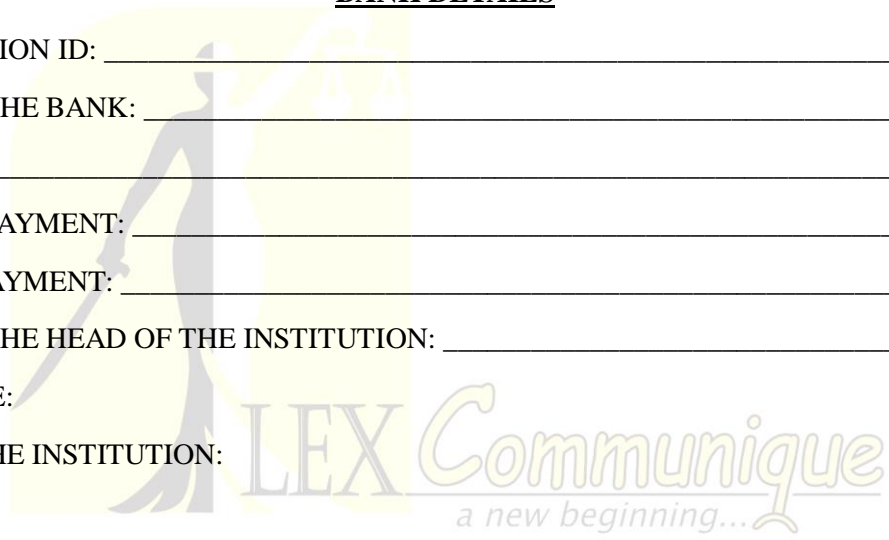 BANK DETAILS
ION ID:
HE BANK:
AYMENT:
AYMENT:
HE HEAD OF THE INSTITUTION:
E:
HE INSTITUTION:
LEX Communique
a new beginning...